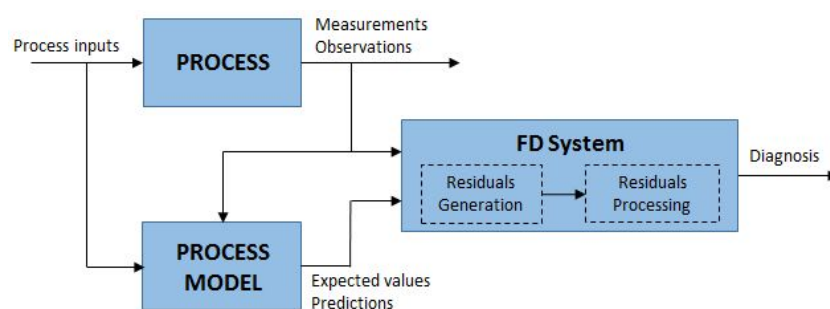 Process inputs
PROCESS
Measurements
Observations
FD System
Residuals
Generation
Residuals
Processing
Diagnosis
PROCESS
MODEL
Expected values
Predictions